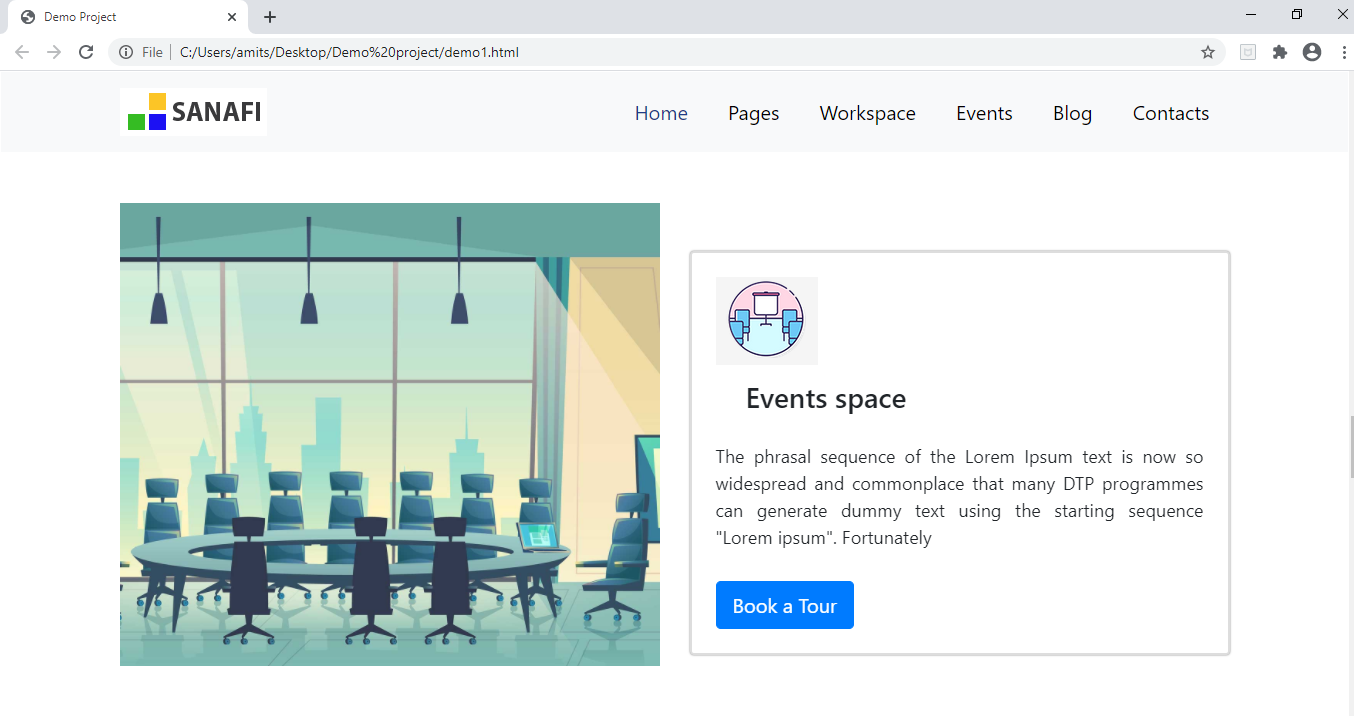 Demo Project
File | C:/Users/amits/Desktop/Demo%20project/demo1.html
SANAFI
Home Pages Workspace Events Blog Contacts
Events space
The phrasal sequence of the Lorem Ipsum text is now so
widespread and commonplace that many DTP programmes
can generate dummy text using the starting sequence
"Lorem ipsum". Fortunately
Book a Tour